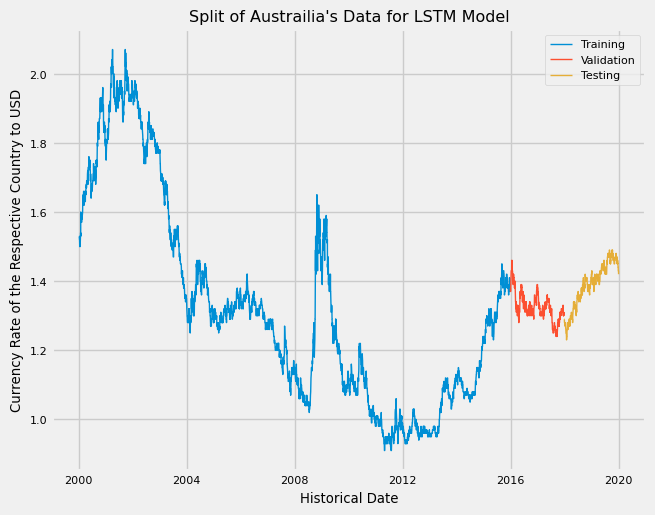 Split of Austrailia's Data for LSTM Model
Training
Validation
Testing
Currency Rate of the Respective Country to USD
2.0
1.8
1.6
1.4
1.2
1.0
2000
2004
2008
2012
2016
2020
Historical Date